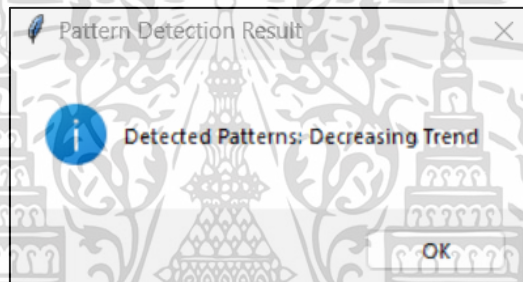 Pattern Detection Result
Detected Patterns: Decreasing Trend
OK